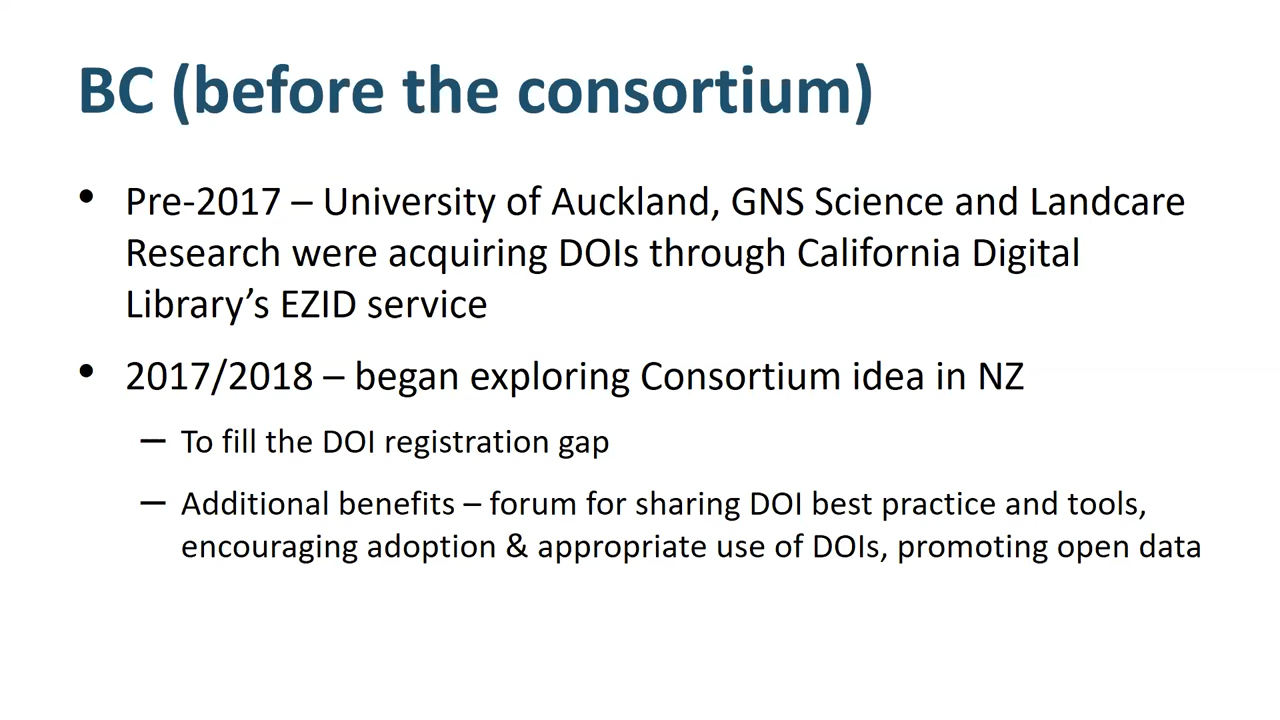 BC (before the consortium)
• Pre-2017 – University of Auckland, GNS Science and Landcare
Research were acquiring DOIs through California Digital
Library’s EZID service
• 2017/2018 – began exploring Consortium idea in NZ
– To fill the DOI registration gap
– Additional benefits – forum for sharing DOI best practice and tools,
encouraging adoption & appropriate use of DOIs, promoting open data